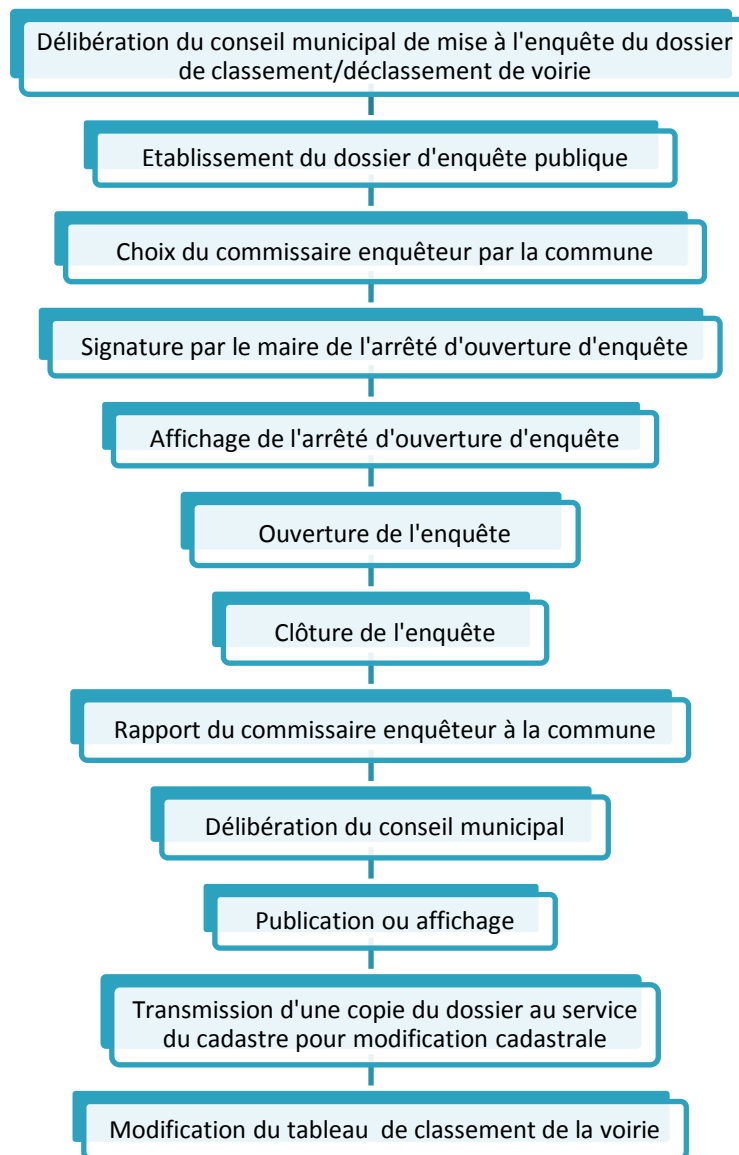 Délibération du conseil municipal de mise à l'enquête du dossier
de classement/déclassement de voirie
Etablissement du dossier d'enquête publique
Choix du commissaire enquêteur par la commune
Signature par le maire de l'arrêté d'ouverture d'enquête
Affichage de l'arrêté d'ouverture d'enquête
Ouverture de l'enquête
Clôture de l'enquête
Rapport du commissaire enquêteur à la commune
Délibération du conseil municipal
Publication ou affichage
Transmission d'une copie du dossier au service
du cadastre pour modification cadastrale
Modification du tableau de classement de la voirie